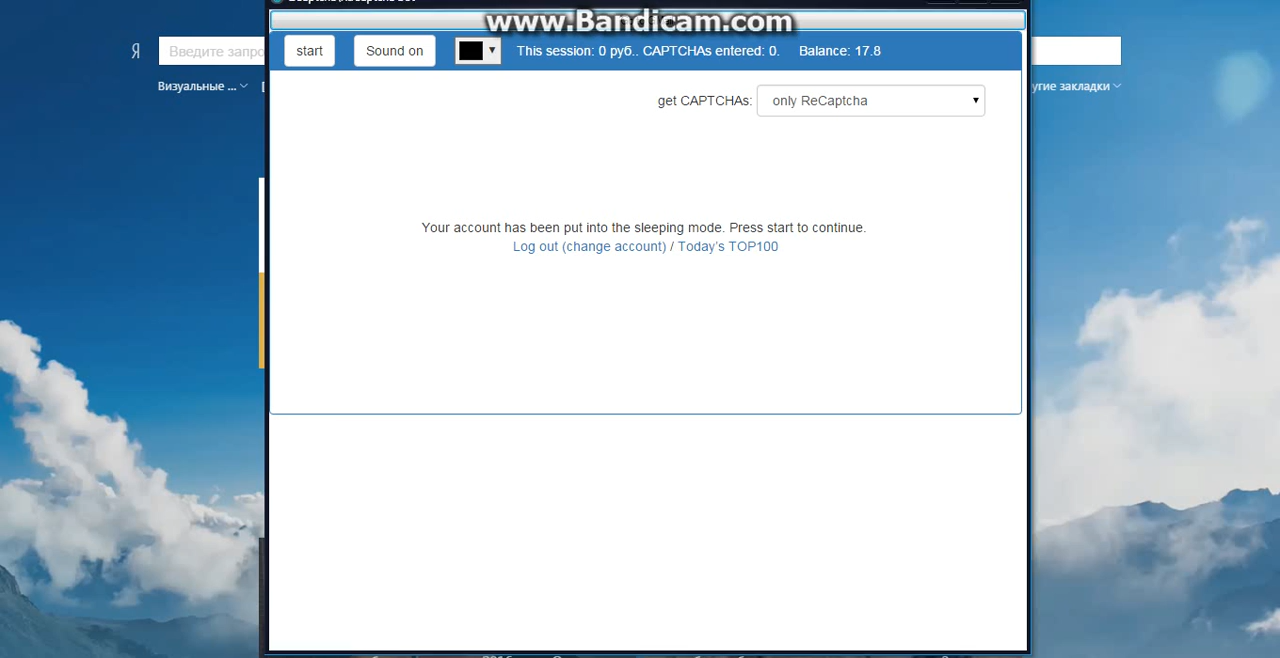 www.Bandicam.com
start
Sound on
This session: 0 руб.. CAPTCHAs entered: 0.
Balance: 17.8
Я
Введите запро
Визуальные ...
угие закладки
get CAPTCHAs:
only ReCaptcha
Your account has been put into the sleeping mode. Press start to continue.
Log out (change account) / Today's TOP100